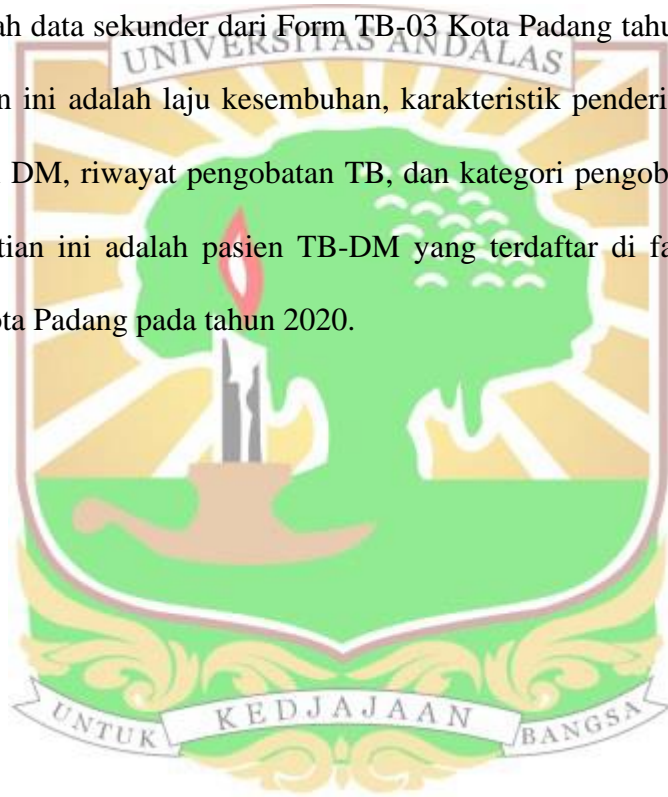 ah data sekunder dari Form TB-03 Kota Padang tahu
UNIVERSITAS ANDALAS
n ini adalah laju kesembuhan, karakteristik penderi
DM, riwayat pengobatan TB, dan kategori pengob
tian ini adalah pasien TB-DM yang terdaftar di fa
ota Padang pada tahun 2020.
UNTUK KEDJAJAAN BANGSA